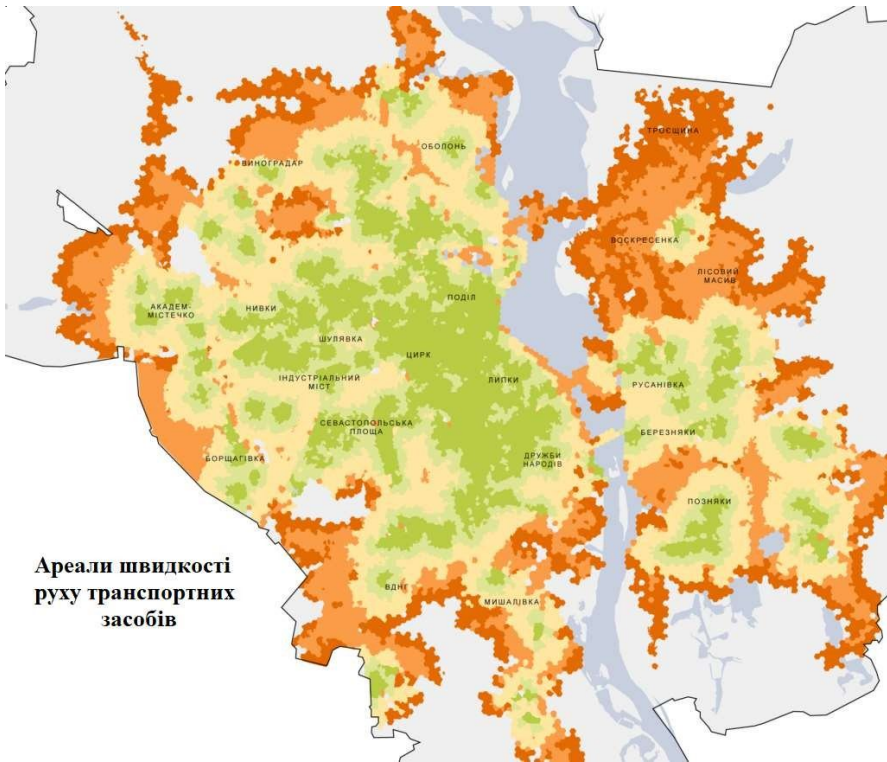 ТРОЄЩИНА
ОБОЛОНЬ
ВИНОГРАДАР
ВОСКРЕСЕНКА
ЛІСОВИЙ
МАСИВ
ПОДІЛ
АКАДЕМ-
МІСТЕЧКО
НИВКИ
ШУЛЯВКА
ЦИРК
ЛИПКИ
ІНДУСТРІАЛЬНИЙ
МІСТ
РУСАНІВКА
СЕВАСТОПОЛЬСЬКА
ПЛОЩА
БЕРЕЗНЯКИ
БОРЩАГІВКА
ДРУЖБИ
НАРОДІВ
ПОЗНЯКИ
Ареали швидкості
руху транспортних
засобів
ВДНГ
МИШАЛІВКА